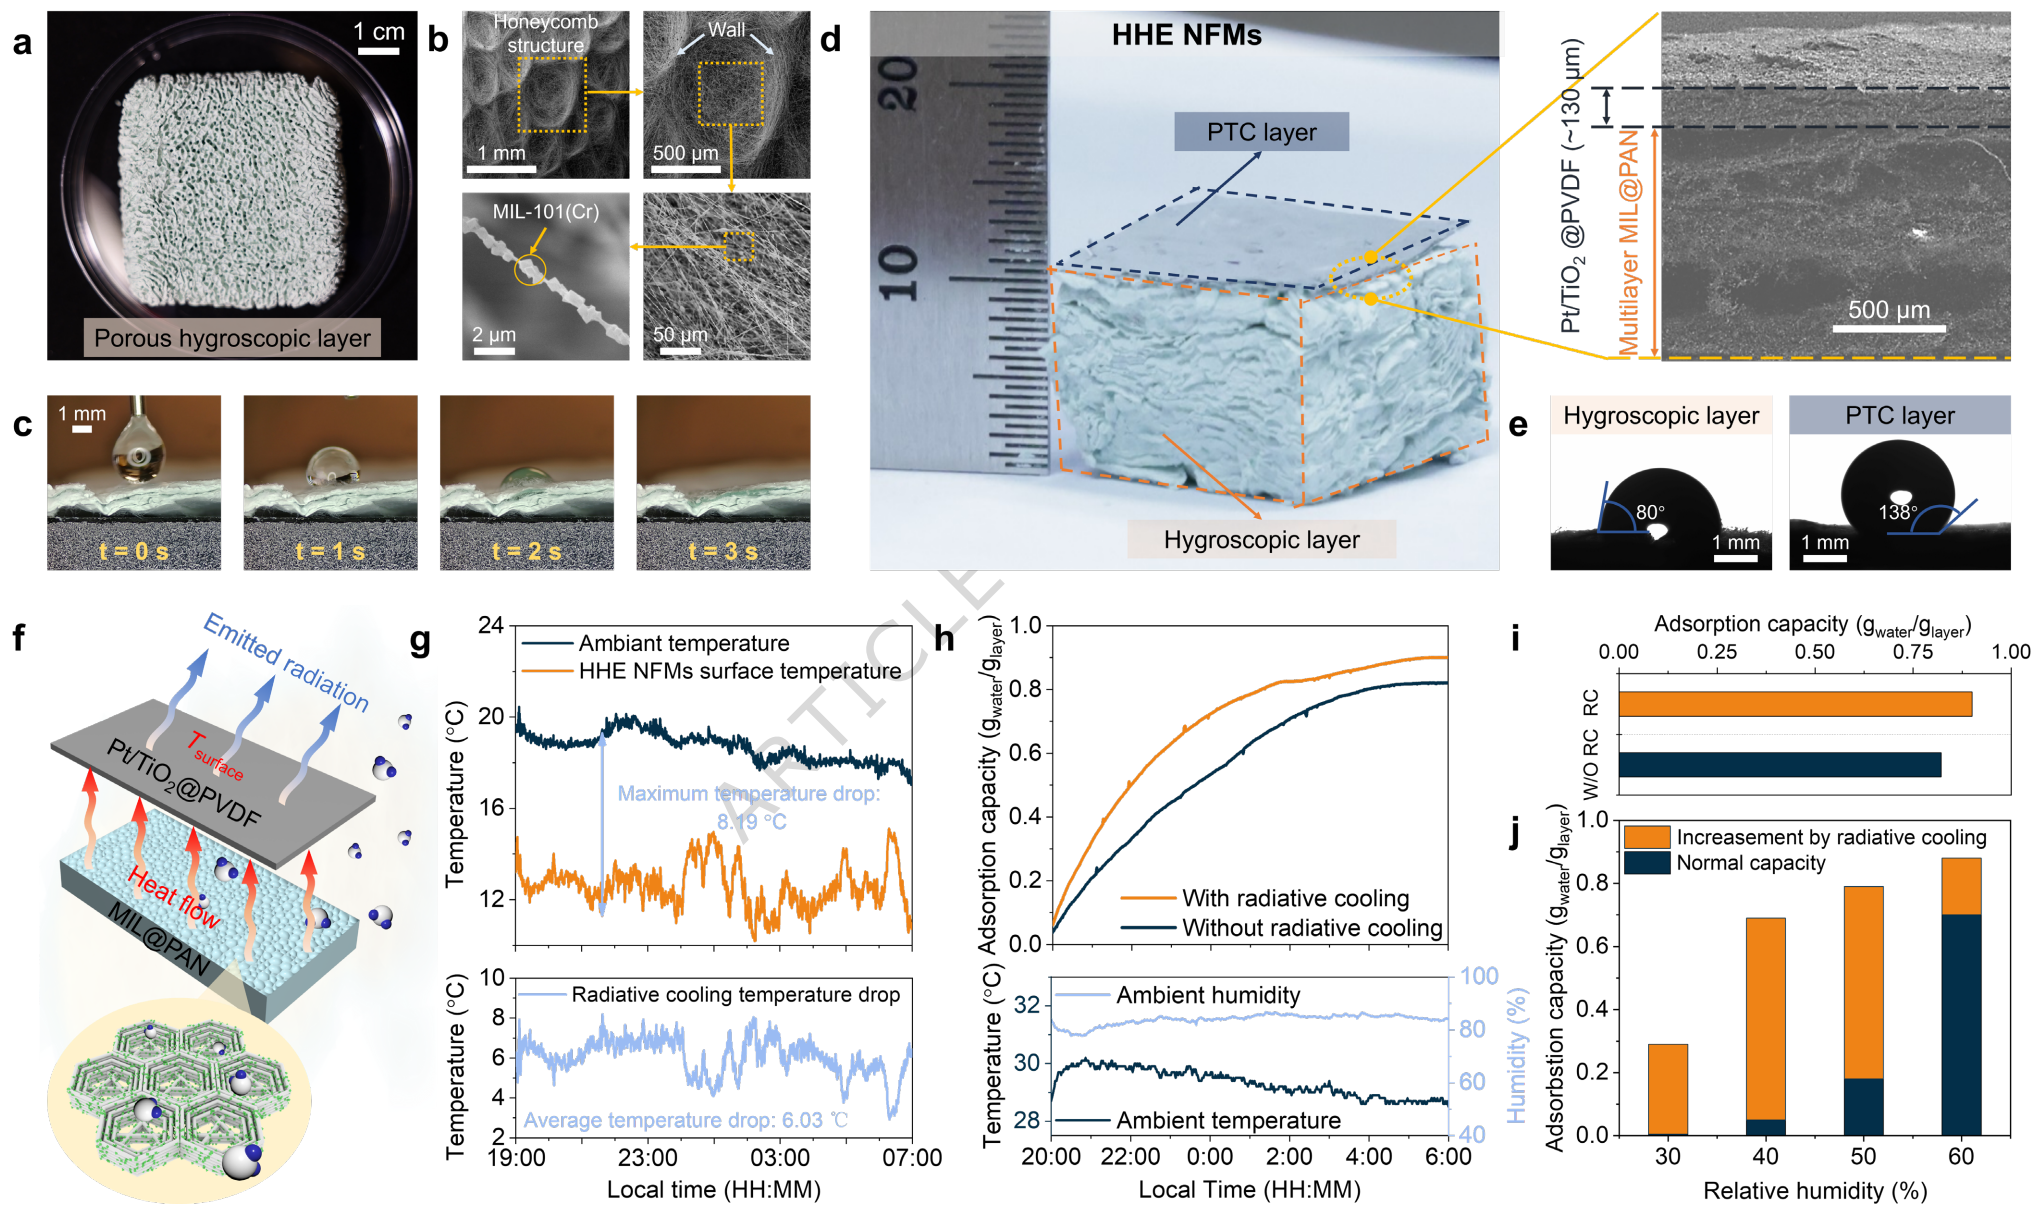 a
1 cm
Porous hygroscopic layer
b
Honeycomb
structure
1 mm
Wall
500 µm
MIL-101(Cr)
2 µm
50 µm
c
1 mm
t = 0 s
t = 1 s
t = 2 s
t = 3 s
d
HHE NFMs
20
10
PTC layer
Hygroscopic layer
Pt/TiO₂ @PVDF (~130 µm)
Multilayer MIL@PAN
500 µm
e
Hygroscopic layer
80°
1 mm
PTC layer
138°
1 mm
f
Emitted radiation
Tsurface
Pt/TiO₂@PVDF
Heat flow
MIL@PAN
g
Temperature (°C)
24
20
16
12
Ambiant temperature
HHE NFMs surface temperature
Maximum temperature drop:
8.19 °C
Temperature (°C)
10
8
6
4
2
Radiative cooling temperature drop
Average temperature drop: 6.03 ℃
19:00 23:00 03:00 07:00
Local time (HH:MM)
ARTICLE
h
Adsorption capacity (gwater/glayer)
1.0
0.8
0.6
0.4
0.2
0.0
With radiative cooling
Without radiative cooling
Temperature (°C)
32
30
28
Ambient humidity
Ambient temperature
100
80
60
40
Humidity (%)
20:00 22:00 0:00 2:00 4:00 6:00
Local Time (HH:MM)
i
Adsorption capacity (gwater/glayer)
0.00 0.25 0.50 0.75 1.00
RC
W/O RC
j
Adsorbstion capacity (gwater/glayer)
1.0
0.8
0.6
0.4
0.2
0.0
Increasement by radiative cooling
Normal capacity
30 40 50 60
Relative humidity (%)